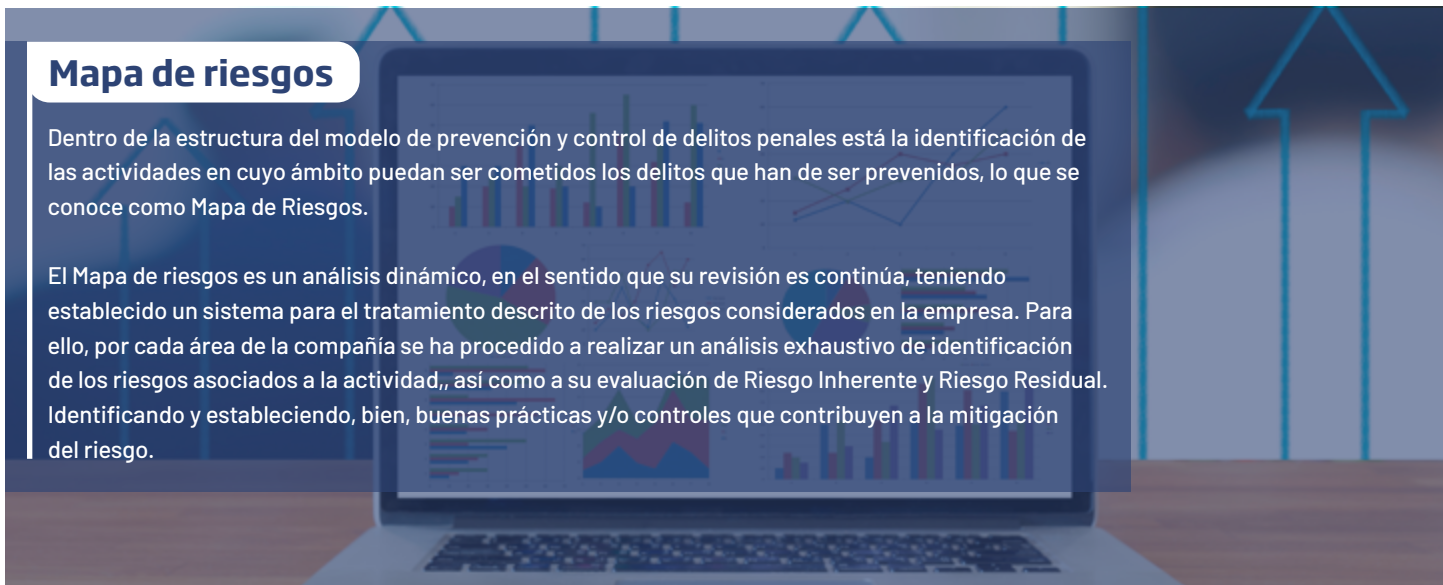 Mapa de riesgos
Dentro de la estructura del modelo de prevención y control de delitos penales está la identificación de
las actividades en cuyo ámbito puedan ser cometidos los delitos que han de ser prevenidos, lo que se
conoce como Mapa de Riesgos.
El Mapa de riesgos es un análisis dinámico, en el sentido que su revisión es continúa, teniendo
establecido un sistema para el tratamiento descrito de los riesgos considerados en la empresa. Para
ello, por cada área de la compañía se ha procedido a realizar un análisis exhaustivo de identificación
de los riesgos asociados a la actividad,, así como a su evaluación de Riesgo Inherente y Riesgo Residual.
Identificando y estableciendo, bien, buenas prácticas y/o controles que contribuyen a la mitigación
del riesgo.